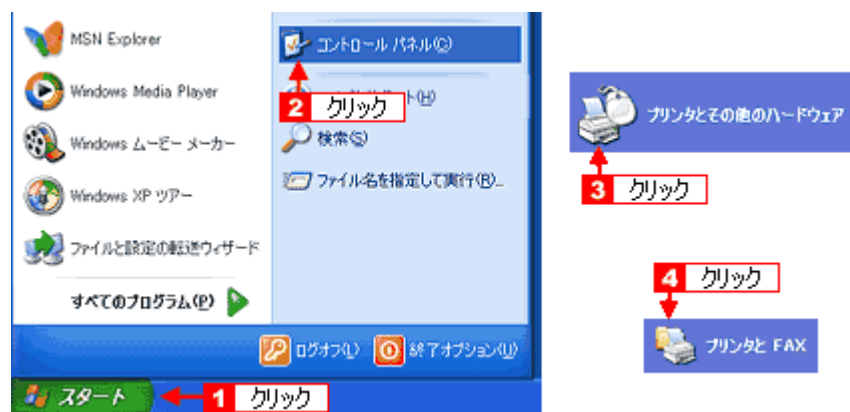 MSN Explorer
Windows Media Player
Windows ムービー メーカー
Windows XP ツアー
ファイルと設定の転送ウィザード
すべてのプログラム(P)
コントロール パネル(C)
2 クリック
ト(H)
検索(S)
ファイル名を指定して実行(R)...
ログオフ(L)
終了オプション(U)
スタート
1 クリック
プリンタとその他のハードウェア
3 クリック
4 クリック
プリンタと FAX